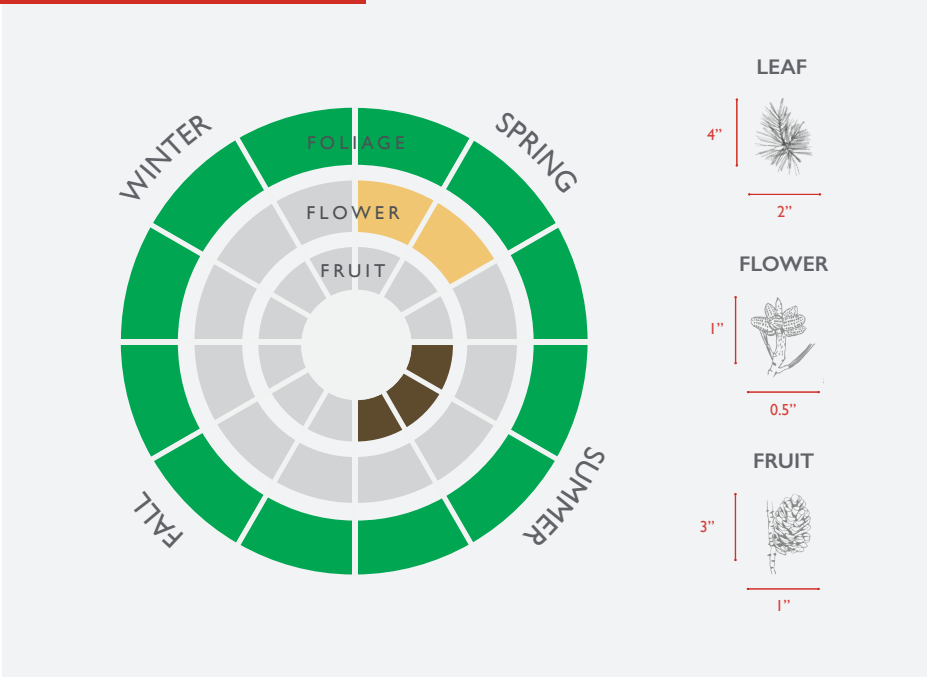 WINTER
SPRING
FOLIAGE
FLOWER
FRUIT
FALL
SUMMER
LEAF
4”
2”
FLOWER
1”
0.5”
FRUIT
3”
1”